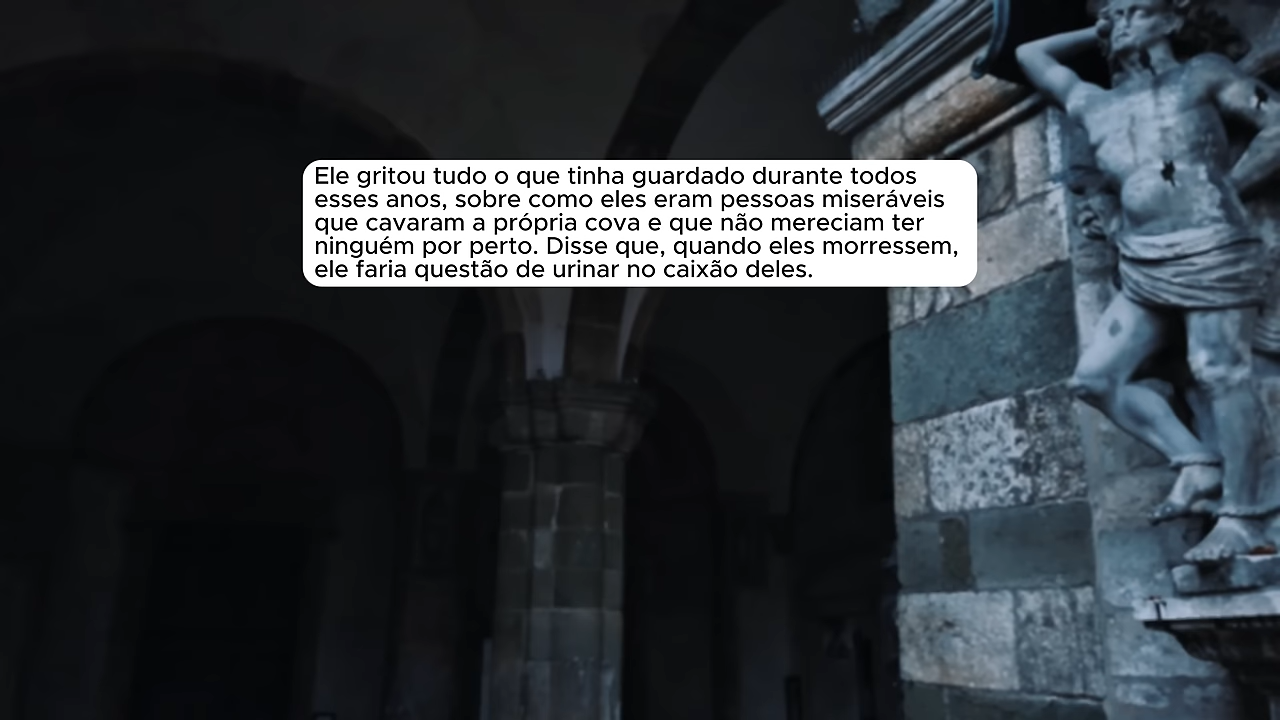 Ele gritou tudo o que tinha guardado durante todos
esses anos, sobre como eles eram pessoas miseráveis
que cavaram a própria cova e que não mereciam ter
ninguém por perto. Disse que, quando eles morressem,
ele faria questão de urinar no caixão deles.